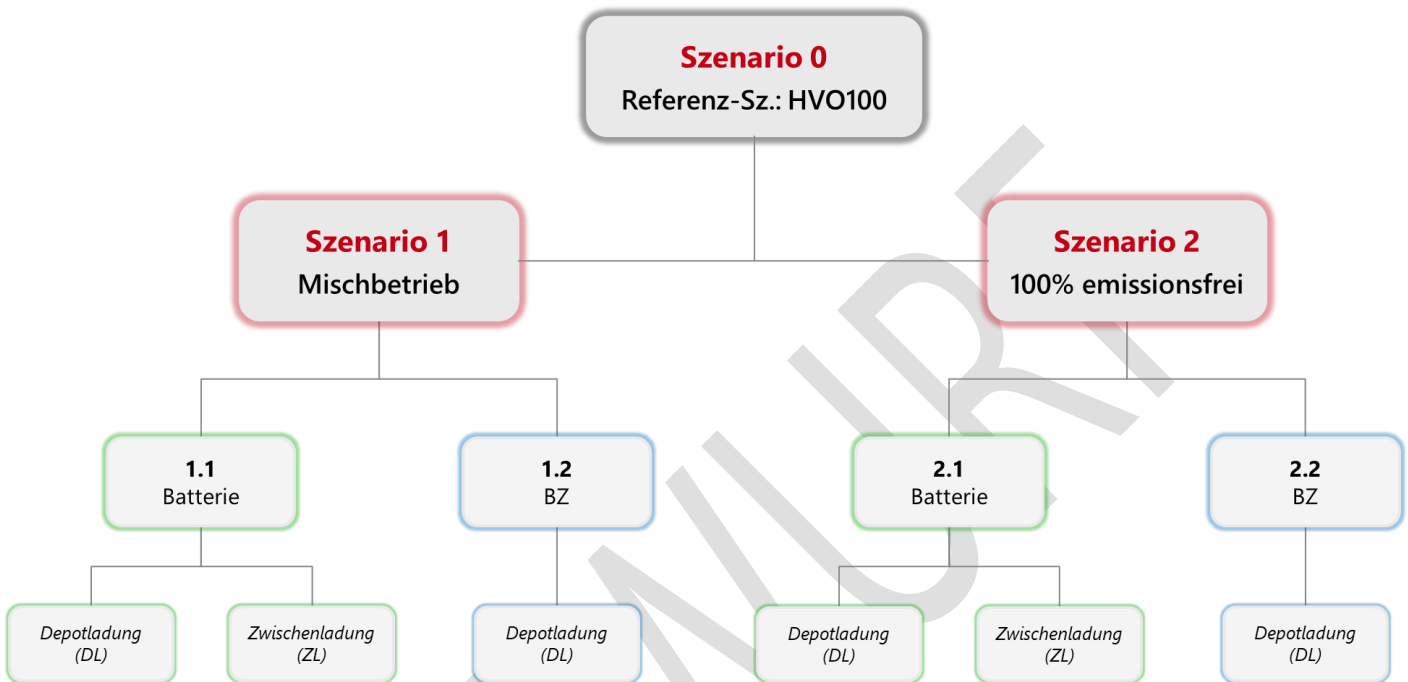 Szenario 0
Referenz-Sz.: HVO100
Szenario 1
Mischbetrieb
Szenario 2
100% emissionsfrei
1.1
Batterie
1.2
BZ
2.1
Batterie
2.2
BZ
Depotladung
(DL)
Zwischenladung
(ZL)
Depotladung
(DL)
Depotladung
(DL)
Zwischenladung
(ZL)
Depotladung
(DL)